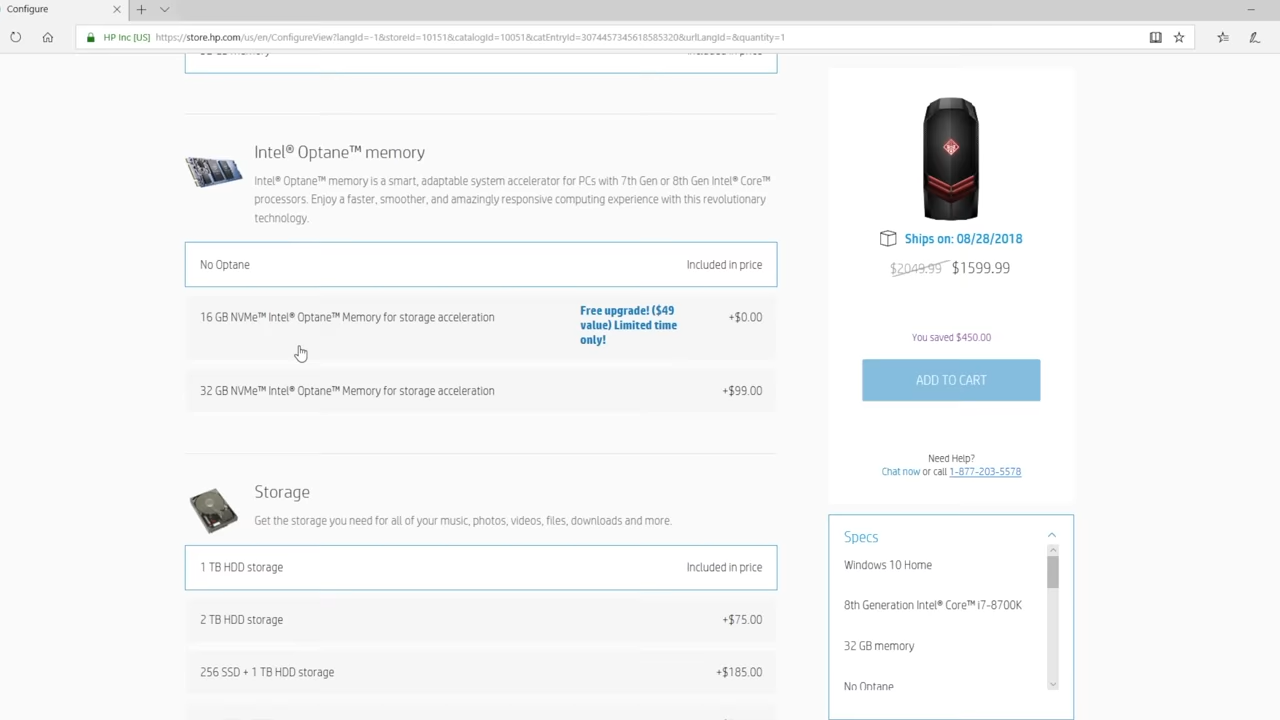 Configure
HP Inc [US] https://store.hp.com/us/en/ConfigureView?langId=-1&storeId=10151&catalogId=10051&catEntryId=3074457345618585320&urlLangId=&quantity=1
Intel® Optane™ memory
Intel® Optane™ memory is a smart, adaptable system accelerator for PCs with 7th Gen or 8th Gen Intel® Core™
processors. Enjoy a faster, smoother, and amazingly responsive computing experience with this revolutionary
technology.
No Optane Included in price
16 GB NVMe™ Intel® Optane™ Memory for storage acceleration Free upgrade! ($49 +$0.00
value) Limited time
only!
32 GB NVMe™ Intel® Optane™ Memory for storage acceleration +$99.00
Storage
Get the storage you need for all of your music, photos, videos, files, downloads and more.
1 TB HDD storage Included in price
2 TB HDD storage +$75.00
256 SSD + 1 TB HDD storage +$185.00
Ships on: 08/28/2018
$2049.99 $1599.99
You saved $450.00
ADD TO CART
Need Help?
Chat now or call 1-877-203-5578
Specs
Windows 10 Home
8th Generation Intel® Core™ i7-8700K
32 GB memory
No Optane